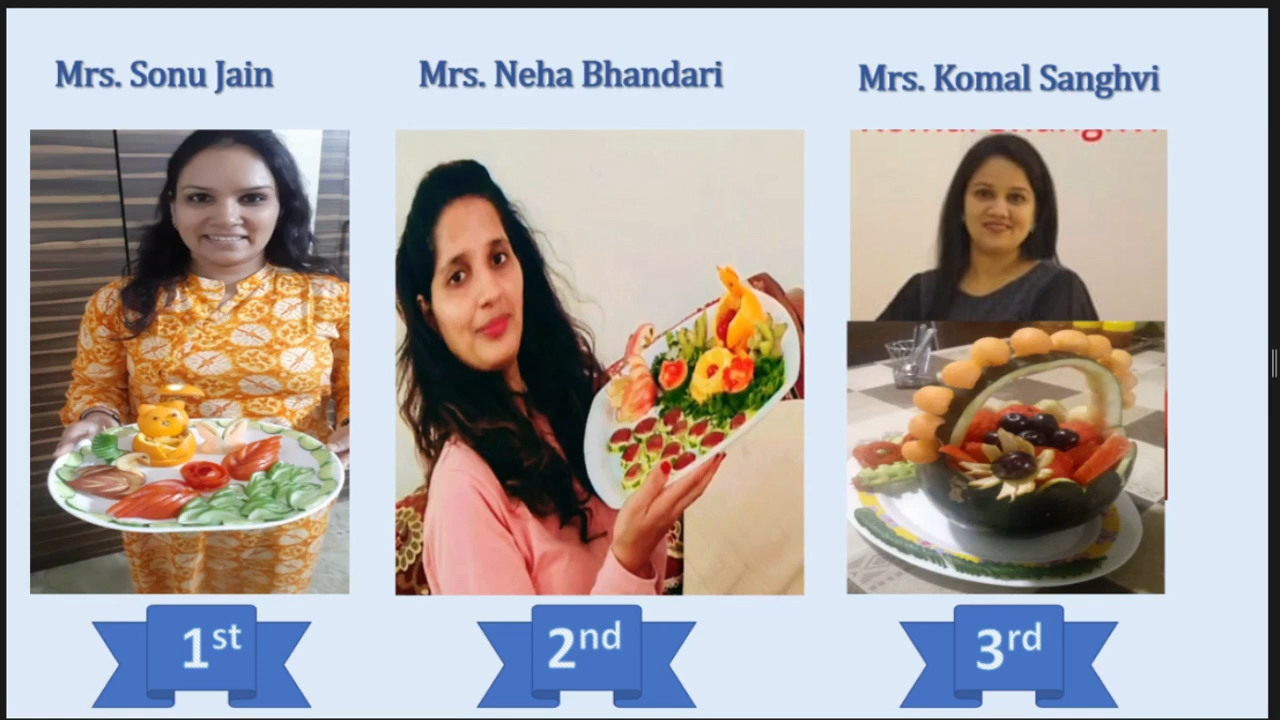 Mrs. Sonu Jain
Mrs. Neha Bhandari
Mrs. Komal Sanghvi
1st
2nd
3rd